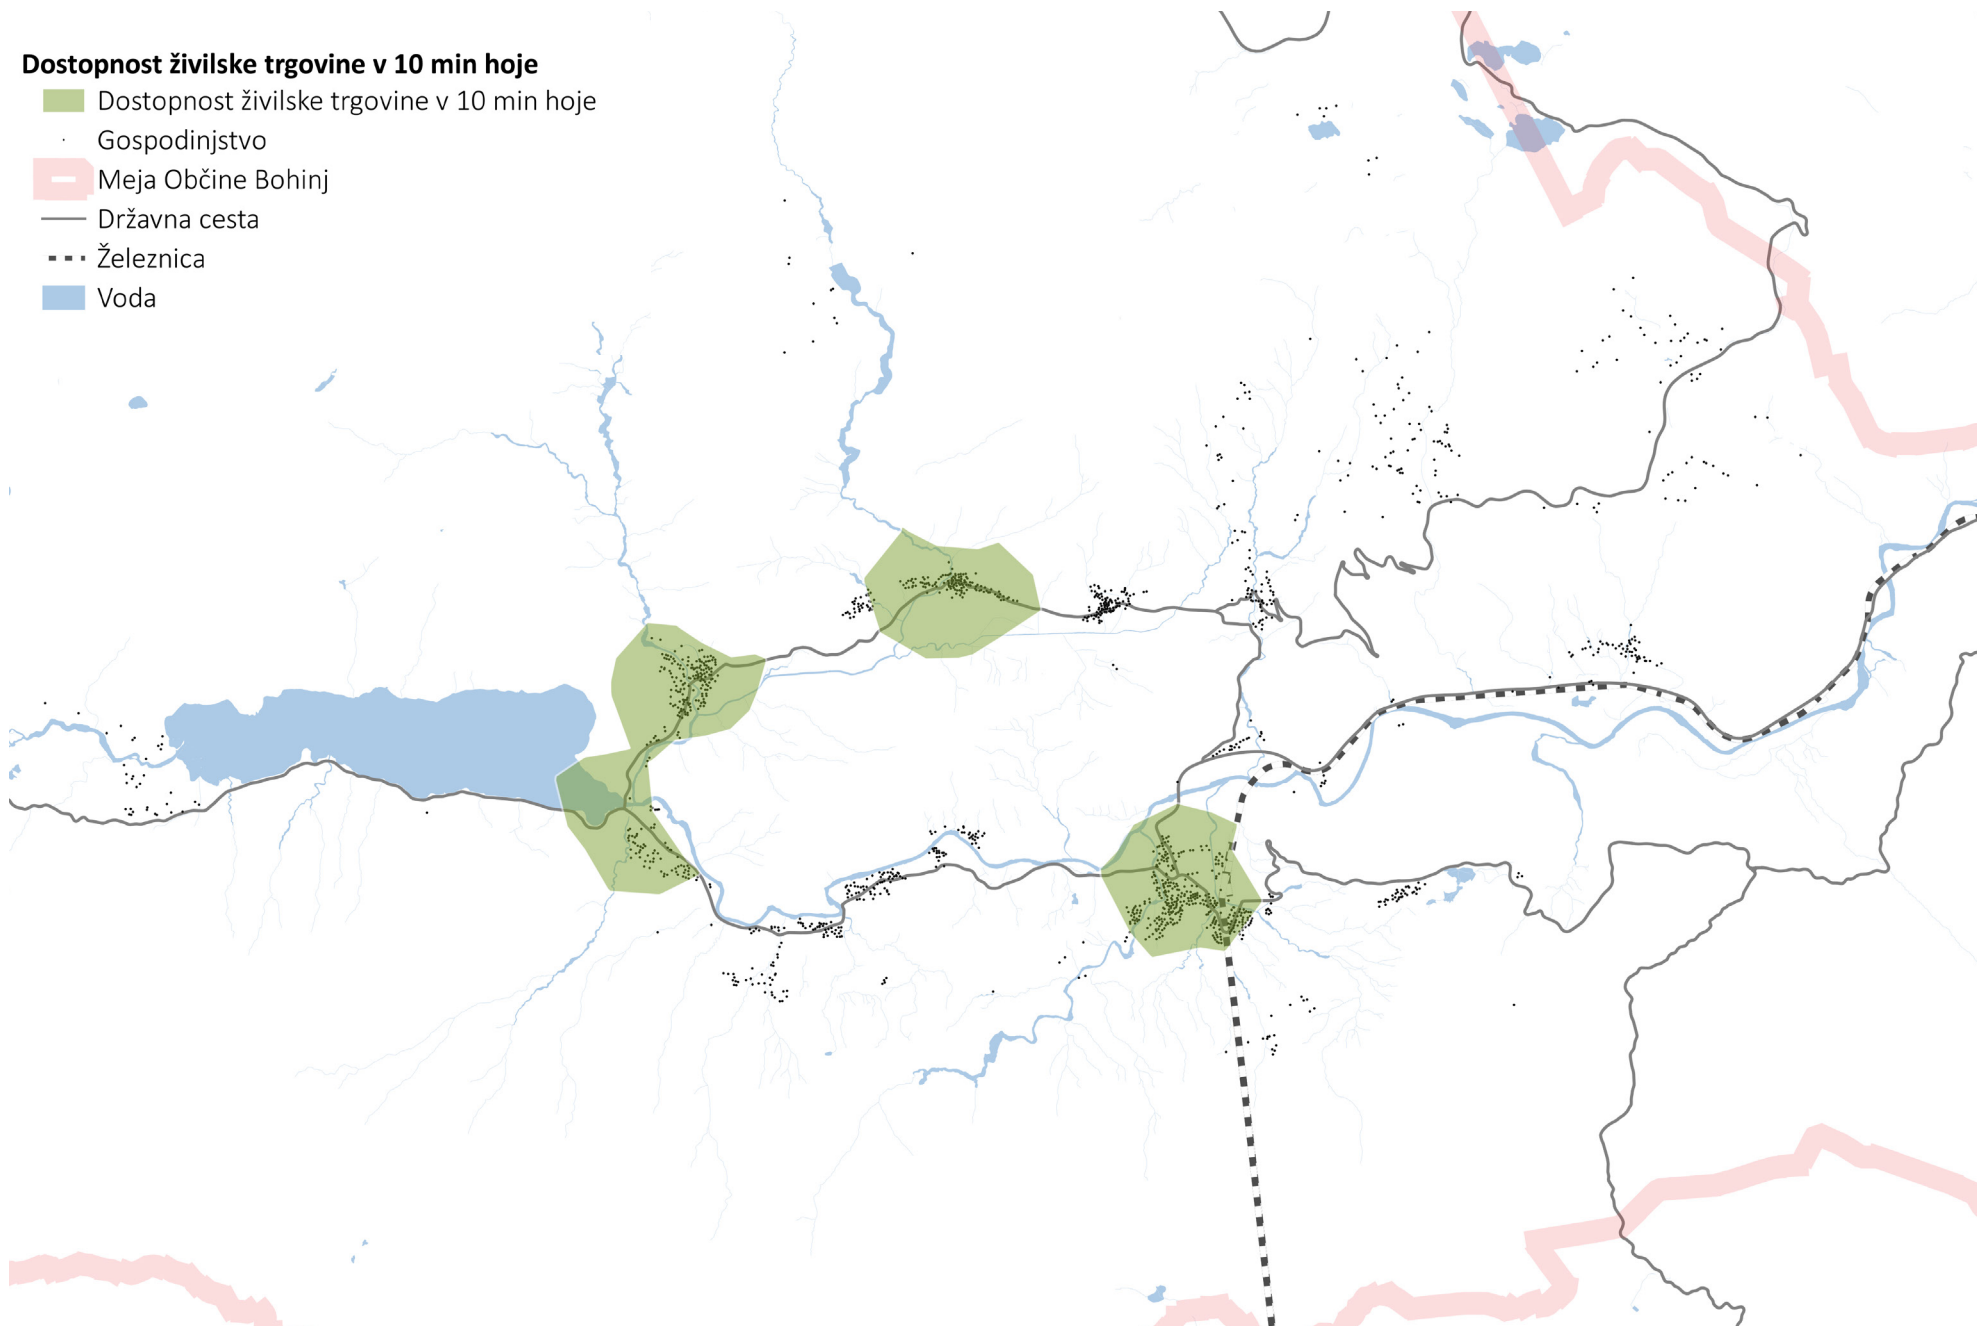 Dostopnost živilske trgovine v 10 min hoje
Dostopnost živilske trgovine v 10 min hoje
Gospodinjstvo
Meja Občine Bohinj
Državna cesta
Železnica
Voda